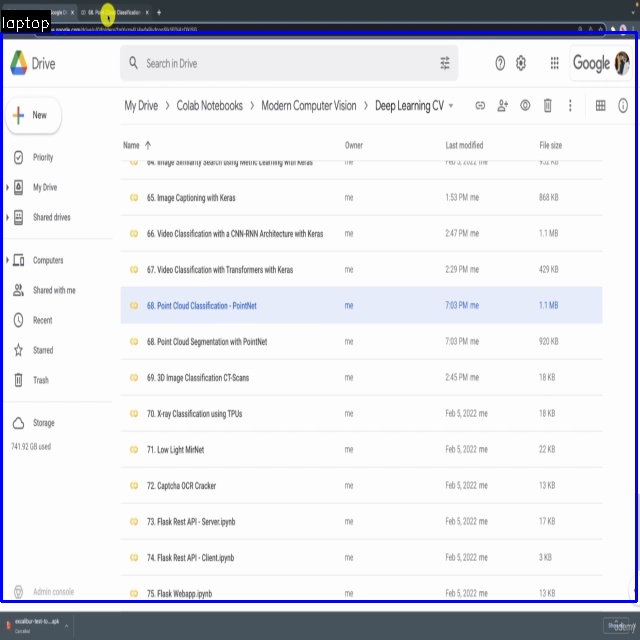 laptop
68. Point Cloud Classification
Drive
Search in Drive
Google
New
My Drive > Colab Notebooks > Modern Computer Vision > Deep Learning CV
Name Owner Last modified File size
64. Image Similarity Search using Metric Learning with Keras me Feb 5, 2022 me
65. Image Captioning with Keras me 1:53 PM me 868 KB
66. Video Classification with a CNN-RNN Architecture with Keras me 2:47 PM me 1.1 MB
67. Video Classification with Transformers with Keras me 2:29 PM me 429 KB
68. Point Cloud Classification - PointNet me 7:03 PM me 1.1 MB
68. Point Cloud Segmentation with PointNet me 7:03 PM me 920 KB
69. 3D Image Classification CT-Scans me 2:45 PM me 18 KB
70. X-ray Classification using TPUs me Feb 5, 2022 me 18 KB
71. Low Light MirNet me Feb 5, 2022 me 22 KB
72. Captcha OCR Cracker me Feb 5, 2022 me 13 KB
73. Flask Rest API - Server.ipynb me Feb 5, 2022 me 17 KB
74. Flask Rest API - Client.ipynb me Feb 5, 2022 me 3 KB
75. Flask Webapp.ipynb me Feb 5, 2022 me 13 KB
Priority
My Drive
Shared drives
Computers
Shared with me
Recent
Starred
Trash
Storage
741.92 GB used
Admin console
excalibur-test-to....apk
Cancelled
udemy